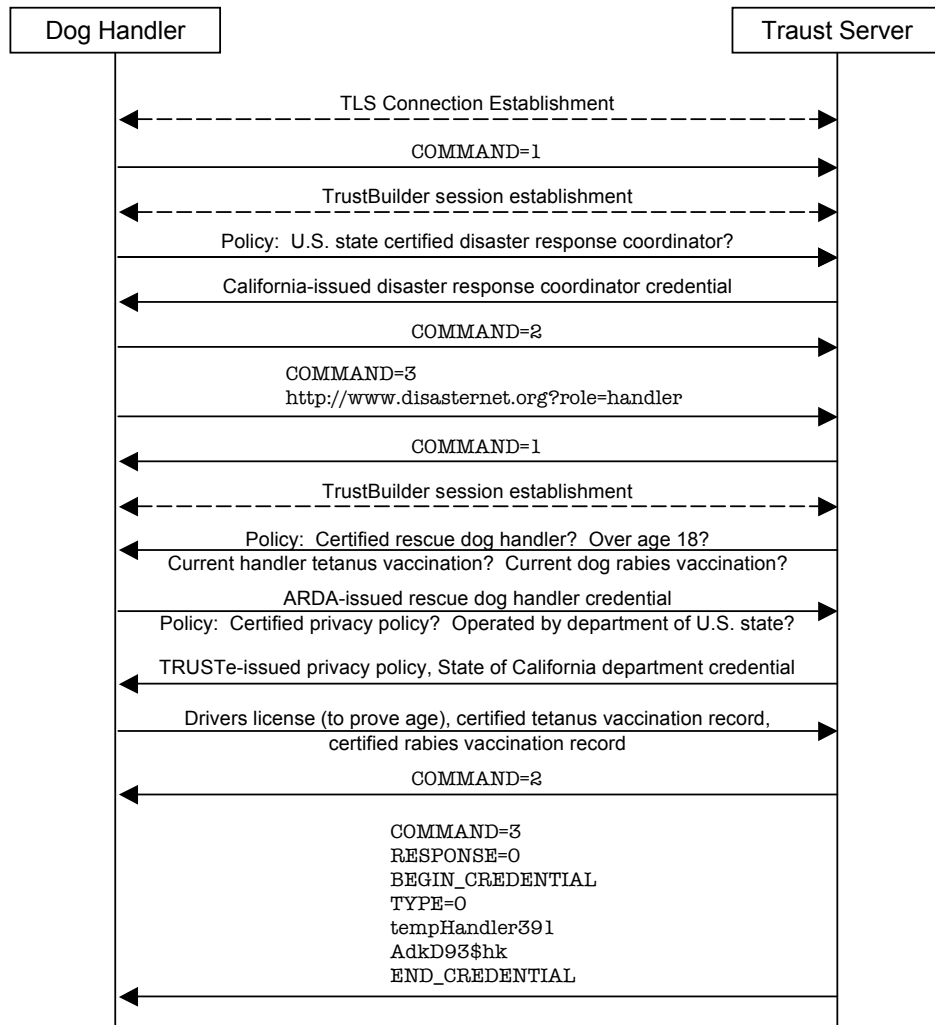 Dog Handler
Traust Server
TLS Connection Establishment
COMMAND=1
TrustBuilder session establishment
Policy: U.S. state certified disaster response coordinator?
California-issued disaster response coordinator credential
COMMAND=2
COMMAND=3
http://www.disasternet.org?role=handler
COMMAND=1
TrustBuilder session establishment
Policy: Certified rescue dog handler? Over age 18?
Current handler tetanus vaccination? Current dog rabies vaccination?
ARDA-issued rescue dog handler credential
Policy: Certified privacy policy? Operated by department of U.S. state?
TRUSTe-issued privacy policy, State of California department credential
Drivers license (to prove age), certified tetanus vaccination record,
certified rabies vaccination record
COMMAND=2
COMMAND=3
RESPONSE=0
BEGIN_CREDENTIAL
TYPE=0
tempHandler391
AdkD93$hk
END_CREDENTIAL